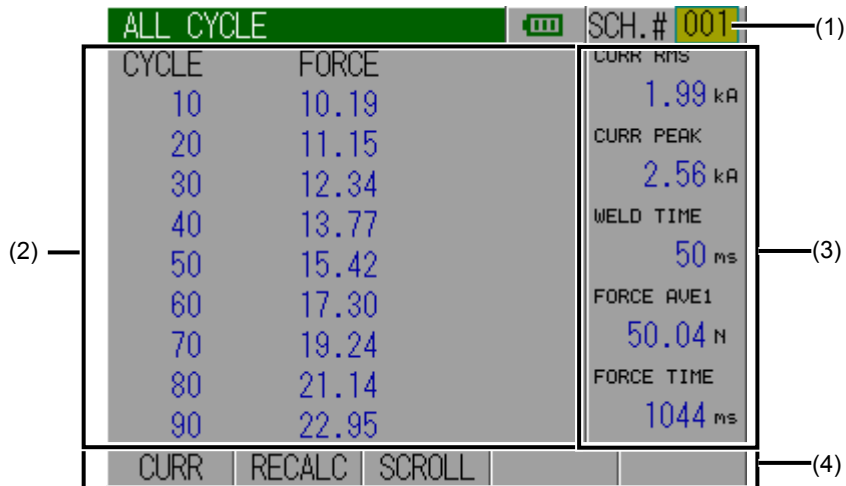 ALL CYCLE SCH.# 001 (1)
CYCLE FORCE
10 10.19
20 11.15
30 12.34
40 13.77
50 15.42
60 17.30
70 19.24
80 21.14
90 22.95
(2)
CURR RMS
1.99 kA
CURR PEAK
2.56 kA
WELD TIME
50 ms
FORCE AVE1
50.04 N
FORCE TIME
1044 ms
(3)
CURR RECALC SCROLL (4)